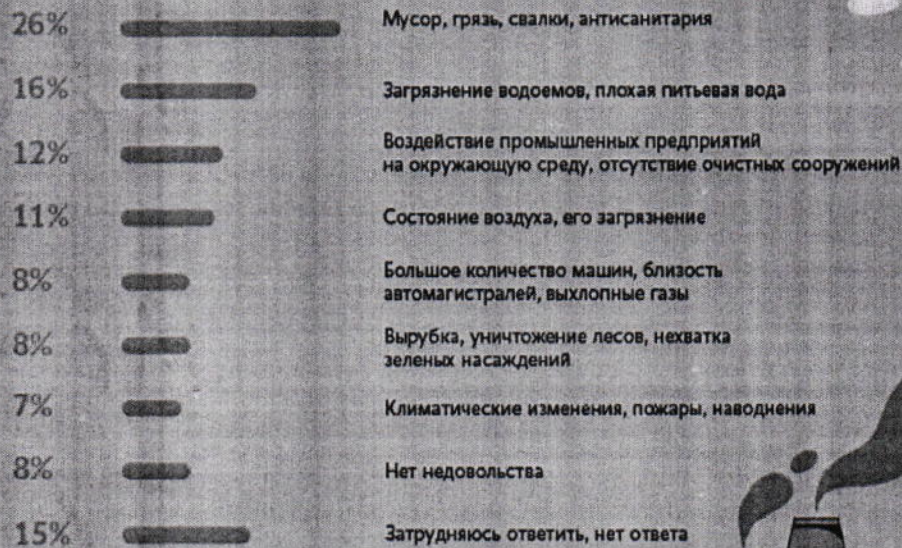 26% Мусор, грязь, свалки, антисанитария
16% Загрязнение водоемов, плохая питьевая вода
12% Воздействие промышленных предприятий
на окружающую среду, отсутствие очистных сооружений
11% Состояние воздуха, его загрязнение
8% Большое количество машин, близость
автомагистралей, выхлопные газы
8% Вырубка, уничтожение лесов, нехватка
зеленых насаждений
7% Климатические изменения, пожары, наводнения
8% Нет недовольства
15% Затрудняюсь ответить, нет ответа